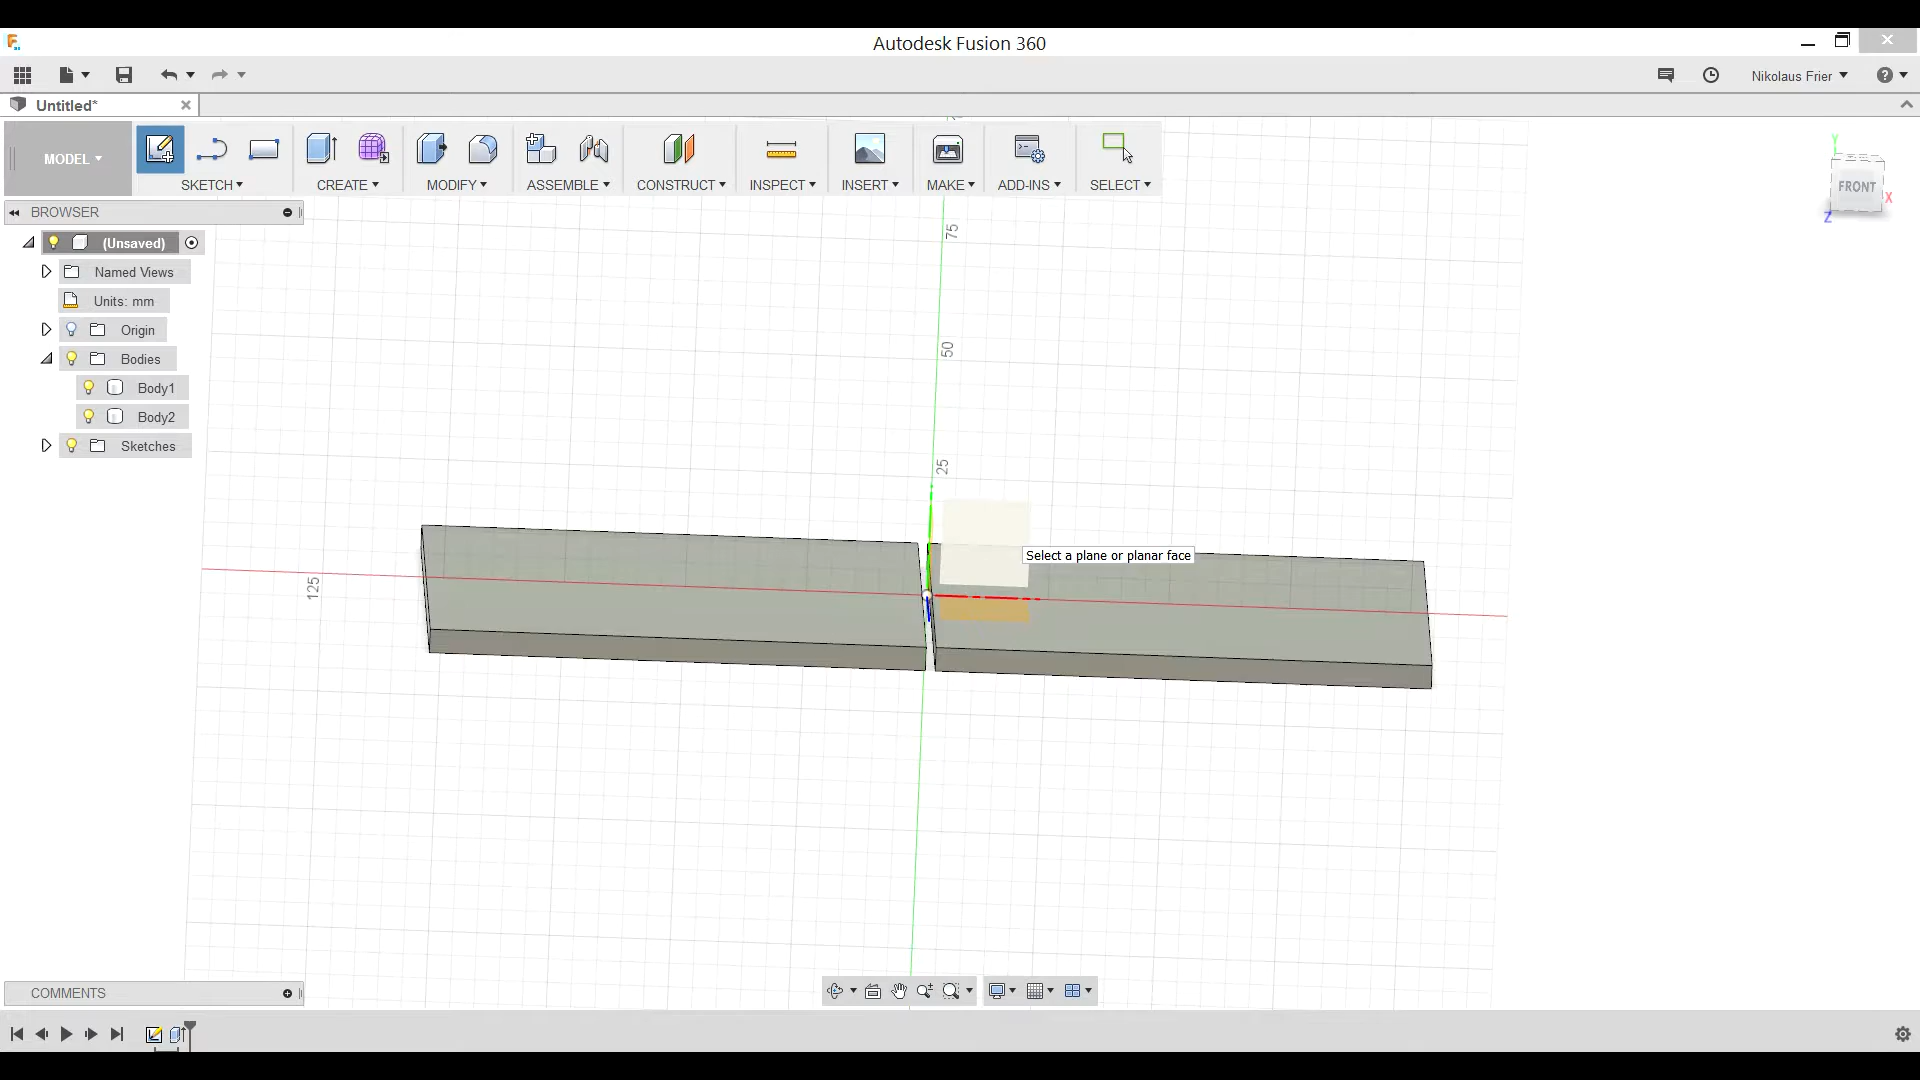 Autodesk Fusion 360
Nikolaus Frier
Untitled*
MODEL
SKETCH
CREATE
MODIFY
ASSEMBLE
CONSTRUCT
INSPECT
INSERT
MAKE
ADD-INS
SELECT
Y
FRONT
X
Z
BROWSER
(Unsaved)
Named Views
Units: mm
Origin
Bodies
Body1
Body2
Sketches
75
50
25
125
Select a plane or planar face
COMMENTS